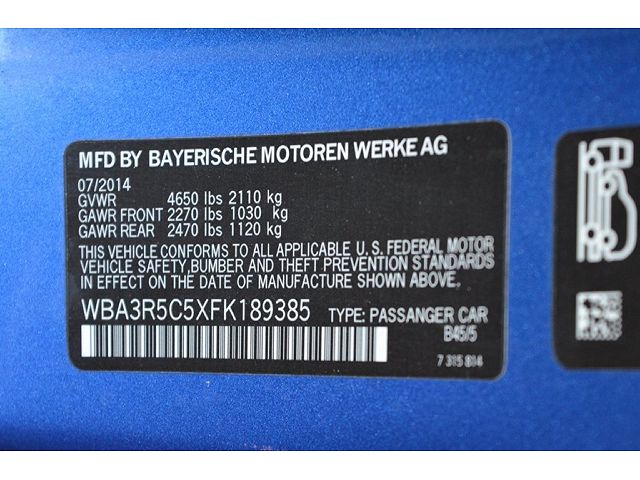 MFD BY BAYERISCHE MOTOREN WERKE AG
07/2014
GVWR 4650 lbs 2110 kg
GAWR FRONT 2270 lbs 1030 kg
GAWR REAR 2470 lbs 1120 kg
THIS VEHICLE CONFORMS TO ALL APPLICABLE U.S. FEDERAL MOTOR
VEHICLE SAFETY,BUMPER AND THEFT PREVENTION STANDARDS
IN EFFECT ON THE DATE OF MANUFACTURE SHOWN ABOVE.
WBA3R5C5XFK189385 TYPE: PASSANGER CAR
B45/5
7 315 814